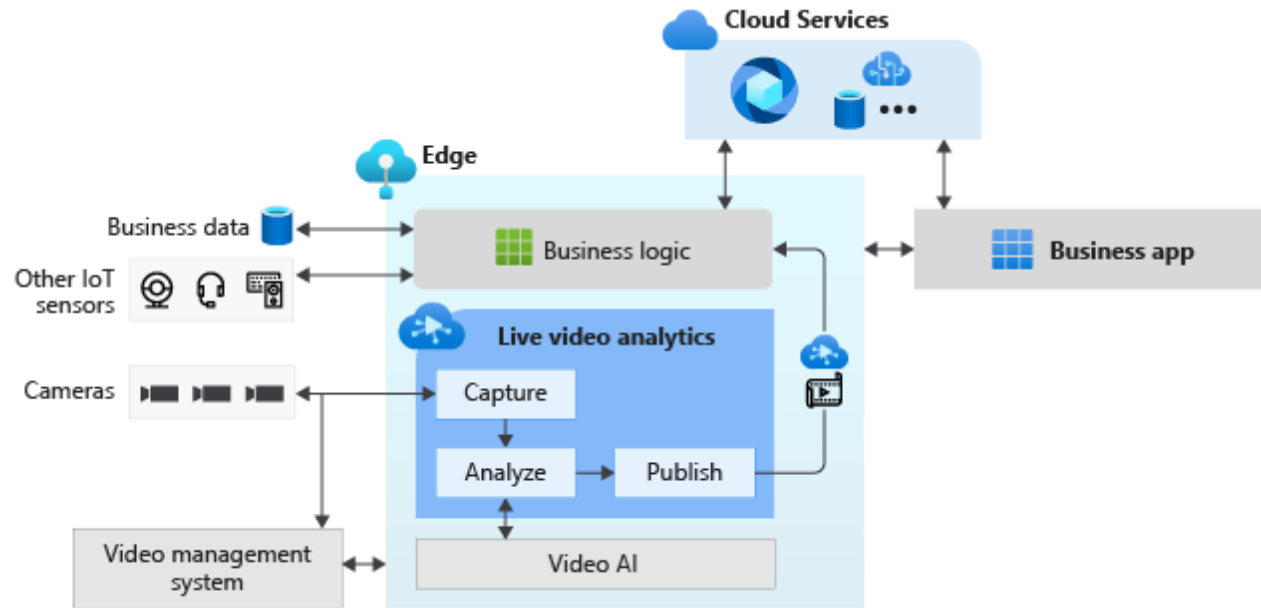 Cloud Services
Edge
Business data
Business logic
Business app
Other IoT
sensors
Live video analytics
Cameras
Capture
Analyze
Publish
Video management
system
Video AI